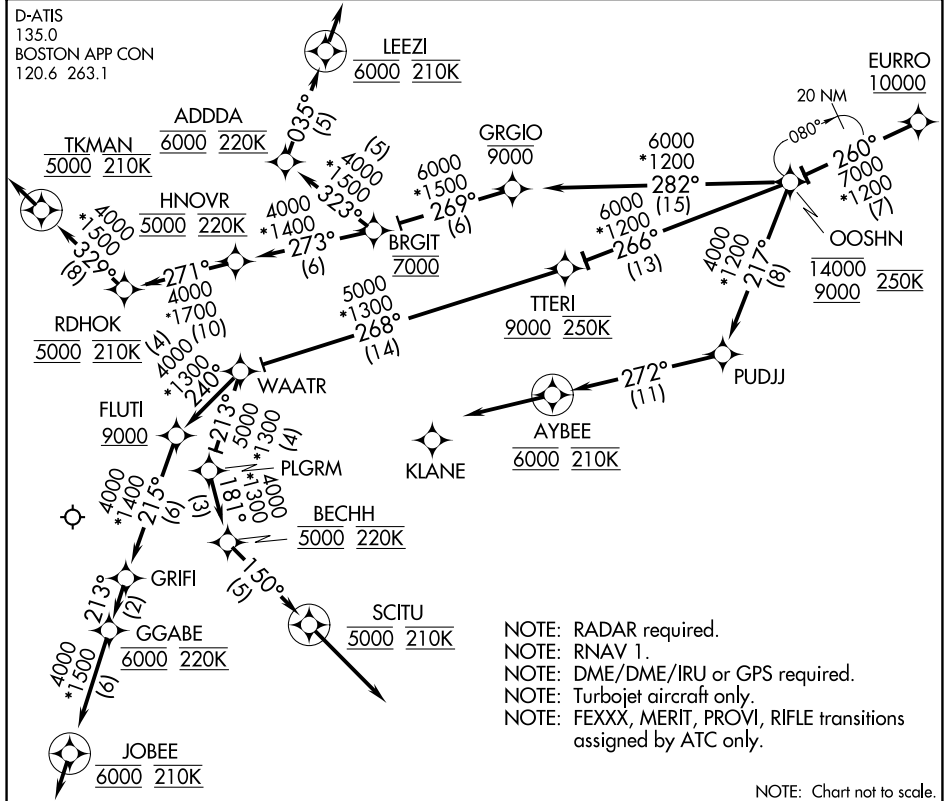 D-ATIS
135.0
BOSTON APP CON
120.6 263.1
LEEZI
6000 210K
035°
(5)
ADDDA
6000 220K
TKMAN
5000 210K
HNOVR
5000 220K
4000
*1500
323°
(5)
GRGIO
9000
6000
*1500
269°
(6)
6000
*1200
282°
(15)
20 NM
080°
EURRO
10000
260°
7000
*1200
(7)
OOSHN
14000
9000
250K
4000
*1500
329°
(8)
271°
4000
*1700
(10)
4000
*1400
273°
(6)
BRGIT
7000
6000
*1200
266°
(13)
4000
*1200
217°
(8)
RDHOK
5000 210K
5000
*1300
268°
(14)
TTERI
9000 250K
PUDJJ
272°
(11)
(4)
4000
*1300
240°
WAATR
FLUTI
9000
213°
5000
*1300
(4)
PLGRM
KLANE
AYBEE
6000 210K
4000
*1400
215°
(6)
4000
*1300
181°
(3)
BECHH
5000 220K
150°
(5)
GRIFI
213°
(2)
GGABE
6000 220K
SCITU
5000 210K
4000
*1500
(6)
JOBEE
6000 210K
NOTE: RADAR required.
NOTE: RNAV 1.
NOTE: DME/DME/IRU or GPS required.
NOTE: Turbojet aircraft only.
NOTE: FEXXX, MERIT, PROVI, RIFLE transitions
assigned by ATC only.
NOTE: Chart not to scale.